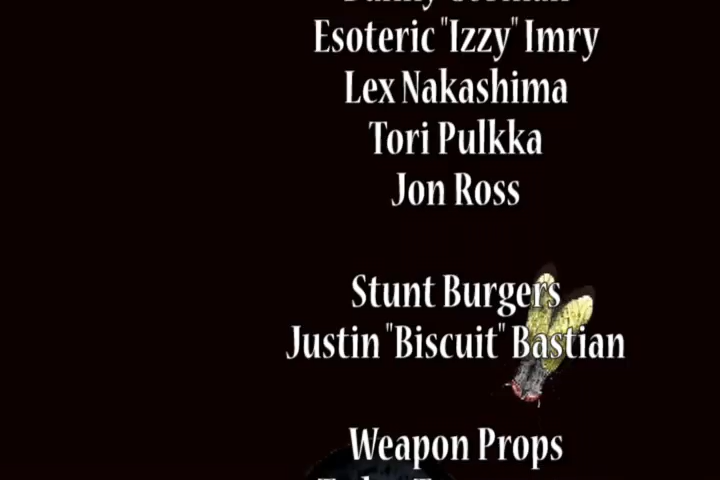 Esoteric "Izzy" Imry
Lex Nakashima
Tori Pulkka
Jon Ross
Stunt Burgers
Justin "Biscuit" Bastian
Weapon Props